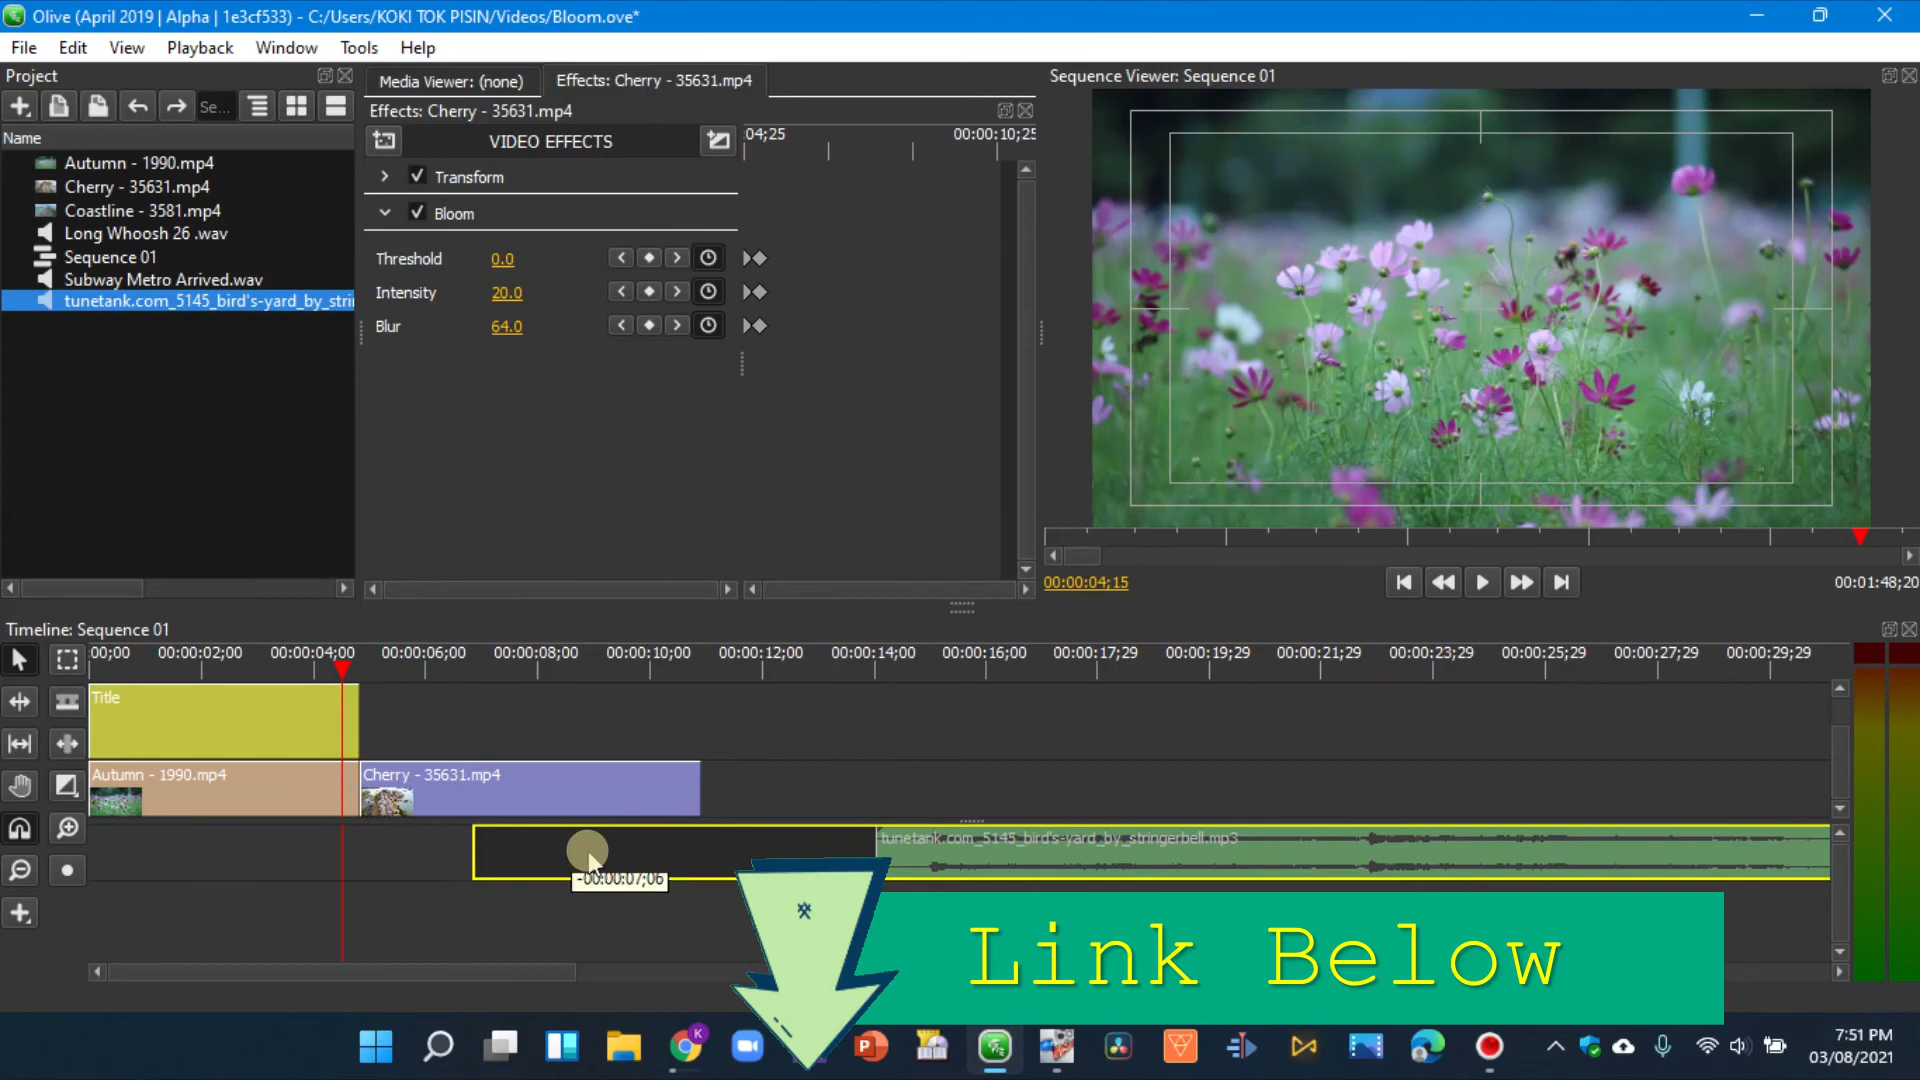 Olive (April 2019 | Alpha | 1e3cf533) - C:/Users/KOKI TOK PISIN/Videos/Bloom.ove*
File Edit View Playback Window Tools Help
Project
Media Viewer: (none)
Effects: Cherry - 35631.mp4
Sequence Viewer: Sequence 01
Effects: Cherry - 35631.mp4
Se...
VIDEO EFFECTS
:04;25
00:00:10;25
Name
Autumn - 1990.mp4
Cherry - 35631.mp4
Coastline - 3581.mp4
Long Whoosh 26 .wav
Sequence 01
Subway Metro Arrived.wav
tunetank.com_5145_bird's-yard_by_stri
Transform
Bloom
Threshold 0.0
Intensity 20.0
Blur 64.0
00:00:04;15
00:01:48;20
Timeline: Sequence 01
00;00 00:00:02;00 00:00:04;00 00:00:06;00 00:00:08;00 00:00:10;00 00:00:12;00 00:00:14;00 00:00:16;00 00:00:17;29 00:00:19;29 00:00:21;29 00:00:23;29 00:00:25;29 00:00:27;29 00:00:29;29
Title
Autumn - 1990.mp4
Cherry - 35631.mp4
tunetank.com_5145_bird's-yard_by_stringerbell.mp3
-00:00:07;06
Link Below
K
P
7:51 PM
03/08/2021